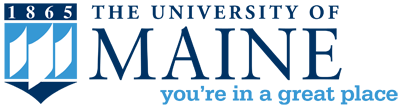 1865
THE UNIVERSITY OF
MAINE
you're in a great place